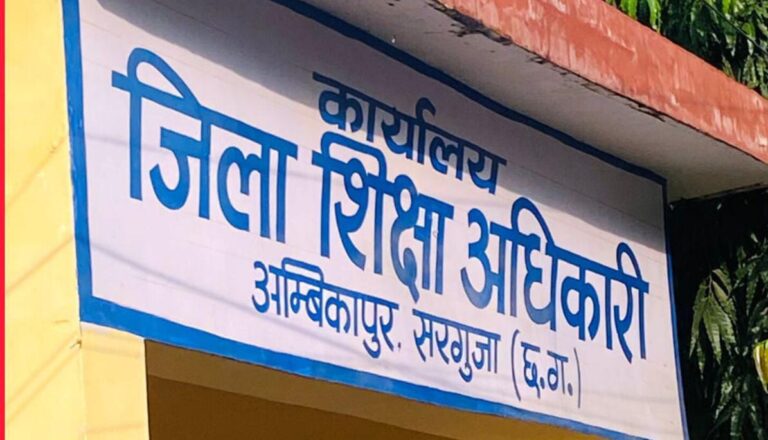 कार्यालय
जिला शिक्षा अधिकारी
अम्बिकापुर, सरगुजा (छ.ग.)